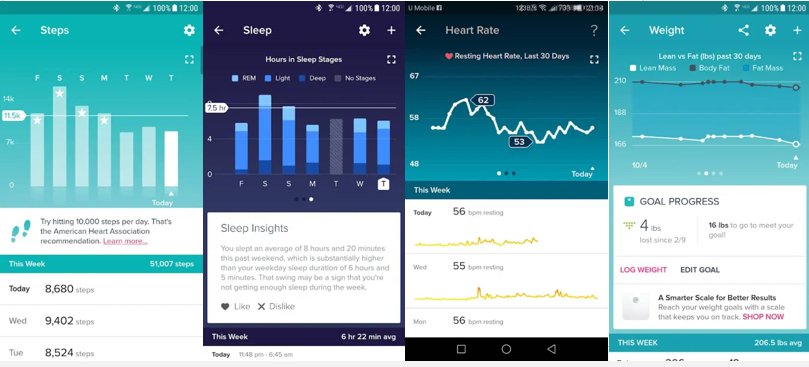 100% 12:00
Steps
F S S M T W T
14k
11.5k
7k
0
Today
Try hitting 10,000 steps per day. That's
the American Heart Association
recommendation. Learn more...
This Week 51,007 steps
Today 8,680 steps
Wed 9,402 steps
Tue 8,524 steps
100% 12:00
Sleep
Hours in Sleep Stages
REM Light Deep No Stages
7.5 hr
4
0
F S S M T W T
Sleep Insights
You slept an average of 8 hours and 20 minutes
this past weekend, which is substantially higher
than your weekday sleep duration of 6 hours and
5 minutes. That swing may be a sign that you're
not getting enough sleep during the week.
Like Dislike
This Week 6 hr 22 min avg
Today 11:48 pm - 6:45 am
U Mobile
Heart Rate ?
Resting Heart Rate, Last 30 Days
67
62
58
53
48
Today
This Week
Today 56 bpm resting
Wed 55 bpm resting
Mon 56 bpm resting
100% 12:00
Weight
Lean vs Fat (lbs) past 30 days
Lean Mass Body Fat Fat Mass
210
188
166
10/4 Today
GOAL PROGRESS
4 lbs
lost since 2/9
16 lbs to go to meet your
goal!
LOG WEIGHT EDIT GOAL
A Smarter Scale for Better Results
Reach your weight goals with a scale
that keeps you on track. SHOP NOW
THIS WEEK 206.5 lbs avg